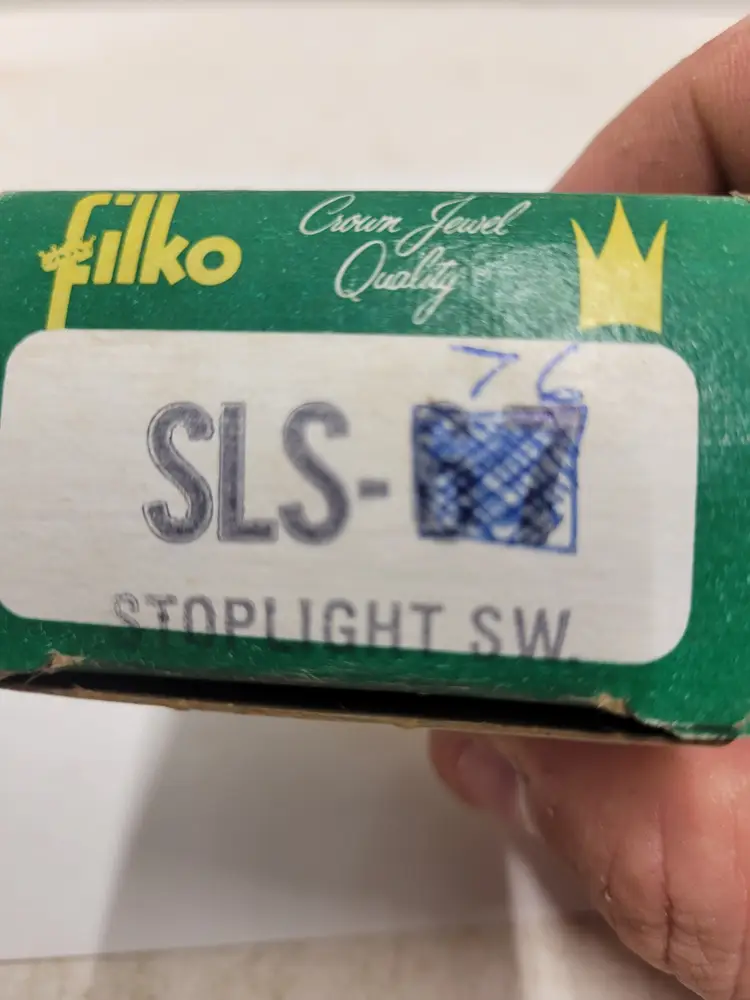 filko
Crown Jewel
Quality
76
SLS-
STOPLIGHT SW.